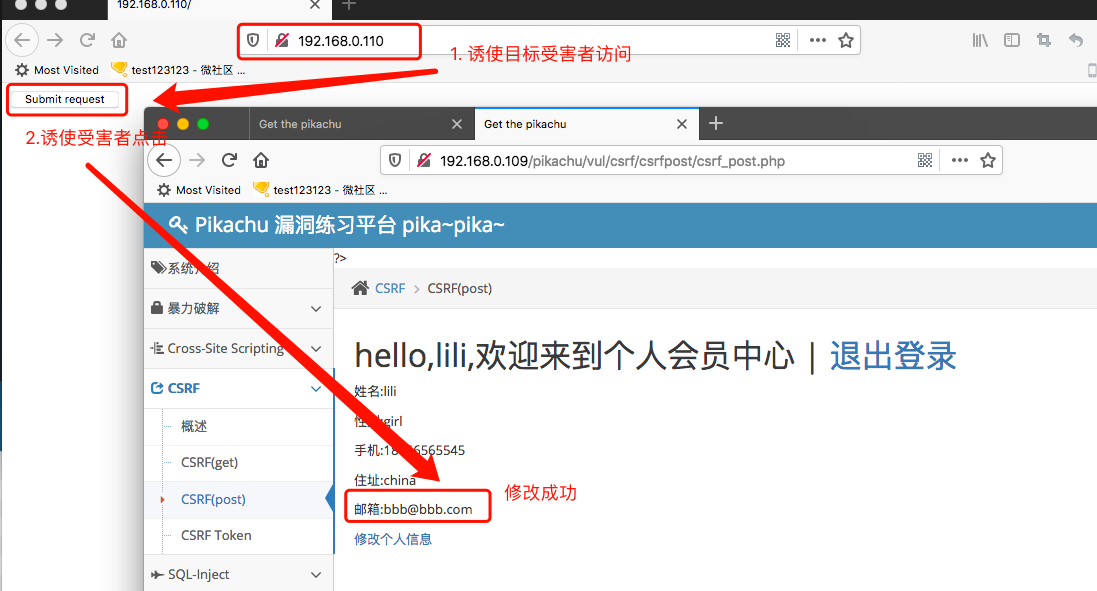 192.168.0.110/
192.168.0.110
1. 诱使目标受害者访问
Most Visited
test123123 - 微社区 ...
Submit request
2.诱使受害者点击
Get the pikachu
Get the pikachu
192.168.0.109/pikachu/vul/csrf/csrfpost/csrf_post.php
Most Visited
test123123 - 微社区 ...
Pikachu 漏洞练习平台 pika~pika~
系统介绍
?>
CSRF
CSRF(post)
暴力破解
Cross-Site Scripting
CSRF
概述
CSRF(get)
CSRF(post)
CSRF Token
SQL-Inject
hello,lili,欢迎来到个人会员中心 | 退出登录
姓名:lili
girl
手机:18
6565545
住址:china
邮箱:bbb@bbb.com
修改成功
修改个人信息